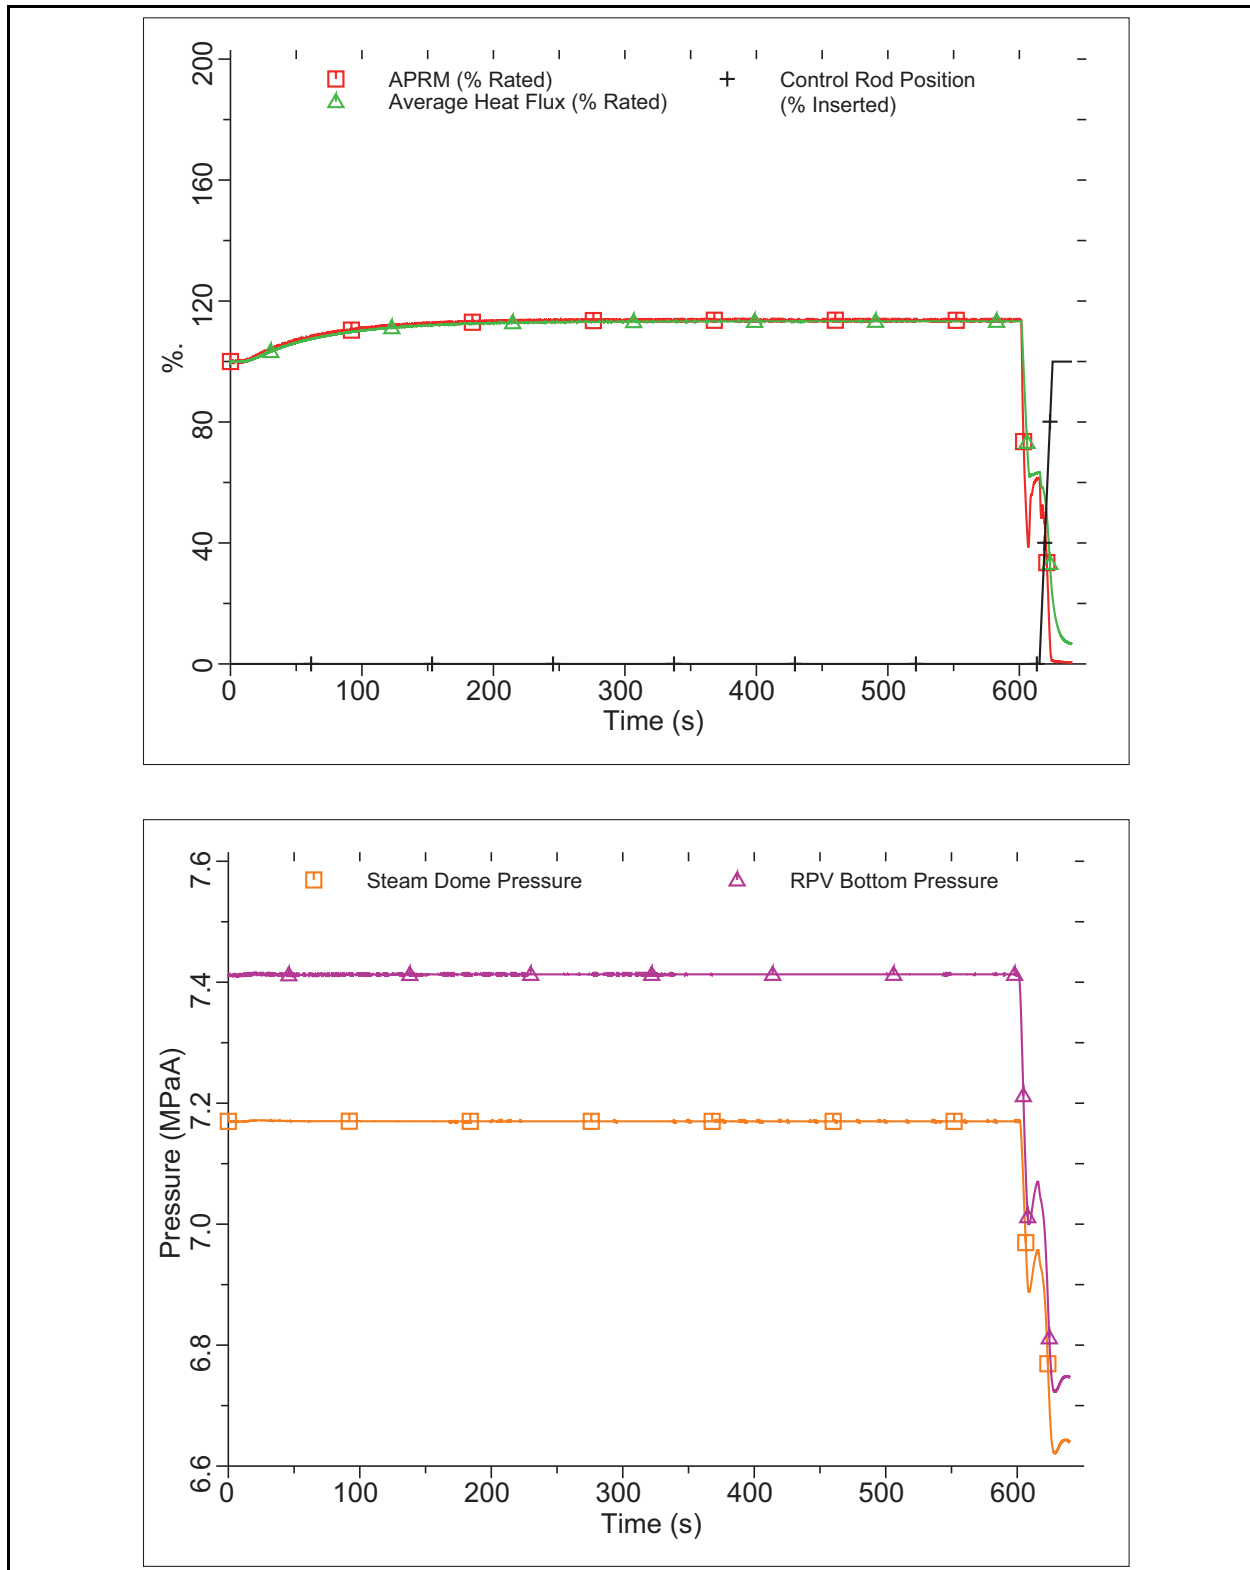 200
160
120
80
40
0
%.
APRM (% Rated)
Average Heat Flux (% Rated)
Control Rod Position
(% Inserted)
0 100 200 300 400 500 600
Time (s)
7.6
7.4
7.2
7.0
6.8
6.6
Pressure (MPaA)
Steam Dome Pressure
RPV Bottom Pressure
0 100 200 300 400 500 600
Time (s)